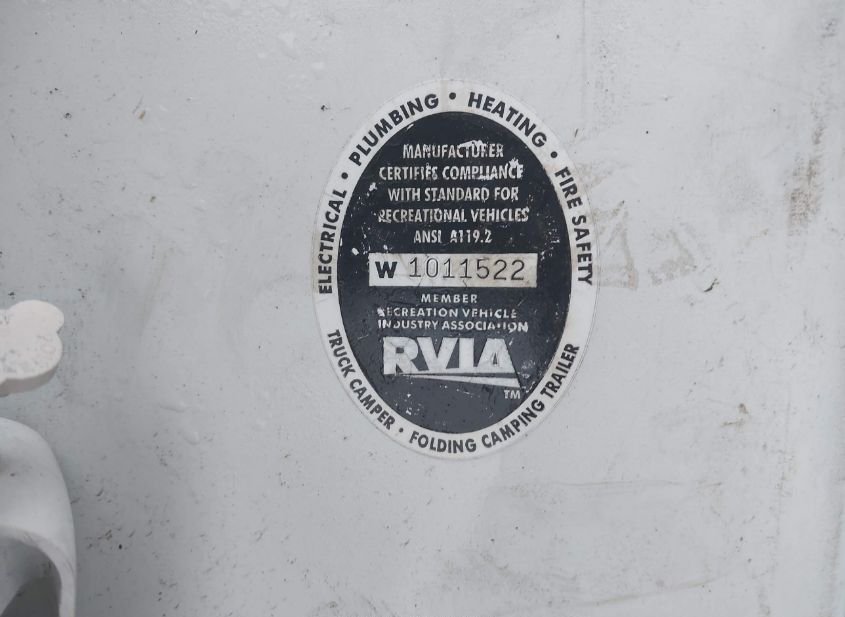 ELECTRICAL • PLUMBING • HEATING • FIRE SAFETY
MANUFACTURER
CERTIFIES COMPLIANCE
WITH STANDARD FOR
RECREATIONAL VEHICLES
ANSI A119.2
W 1011522
MEMBER
RECREATION VEHICLE
INDUSTRY ASSOCIATION
RVIA
TM
TRUCK CAMPER • FOLDING CAMPING TRAILER